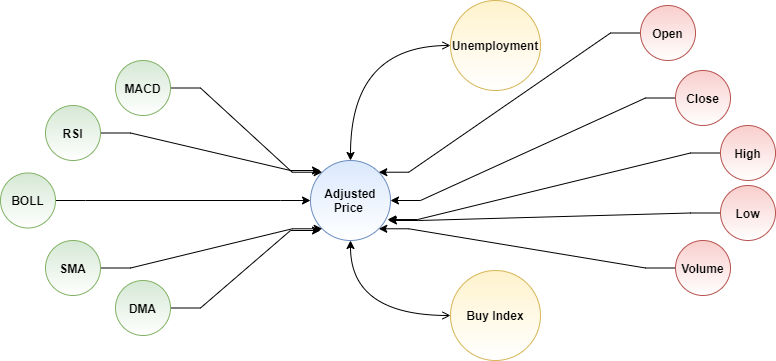 Unemployment
Open
MACD
Close
RSI
High
BOLL
Adjusted
Price
Low
SMA
Volume
DMA
Buy Index